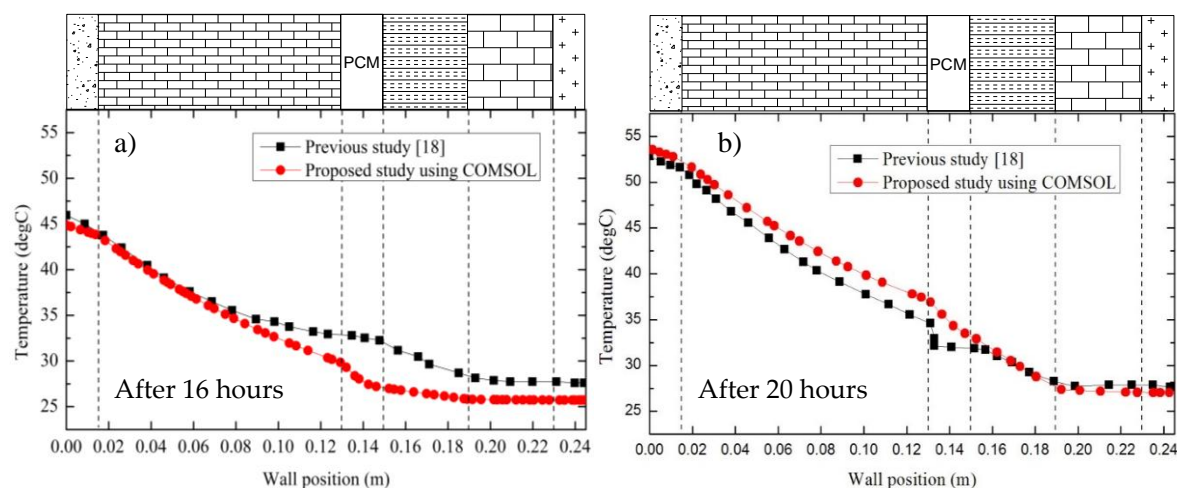 PCM
a)
Previous study [18]
Proposed study using COMSOL
After 16 hours
Temperature (degC)
55
50
45
40
35
30
25
0.00 0.02 0.04 0.06 0.08 0.10 0.12 0.14 0.16 0.18 0.20 0.22 0.24
Wall position (m)
PCM
b)
Previous study [18]
Proposed study using COMSOL
After 20 hours
Temperature (degC)
55
50
45
40
35
30
25
0.00 0.02 0.04 0.06 0.08 0.10 0.12 0.14 0.16 0.18 0.20 0.22 0.24
Wall position (m)